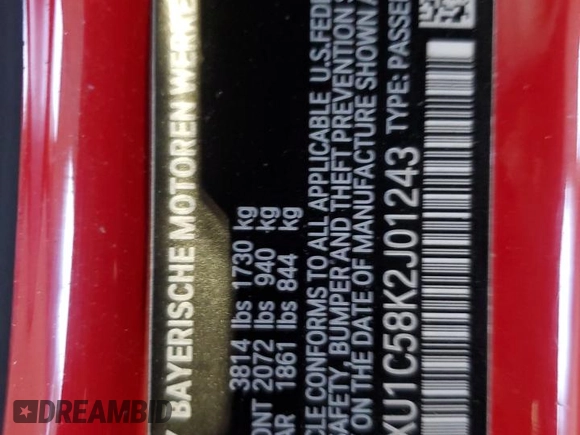 BAYERISCHE MOTOREN WERKE
3814 lbs 1730 kg
ONT 2072 lbs 940 kg
AR 1861 lbs 844 kg
CLE CONFORMS TO ALL APPLICABLE U.S.FEDE
SAFETY, BUMPER AND THEFT PREVENTION S
ON THE DATE OF MANUFACTURE SHOWN A
XU1C58K2J01243 TYPE: PASSE
DREAMBID